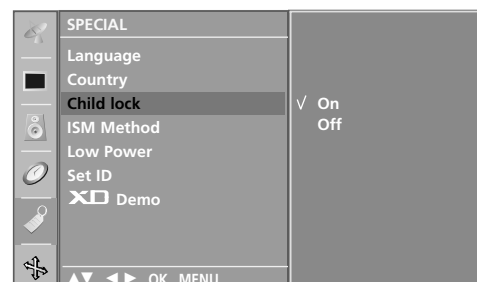 SPECIAL
Language
Country
Child lock
ISM Method
Low Power
Set ID
XD Demo
√ On
Off
▲▼ ◄► OK MENU